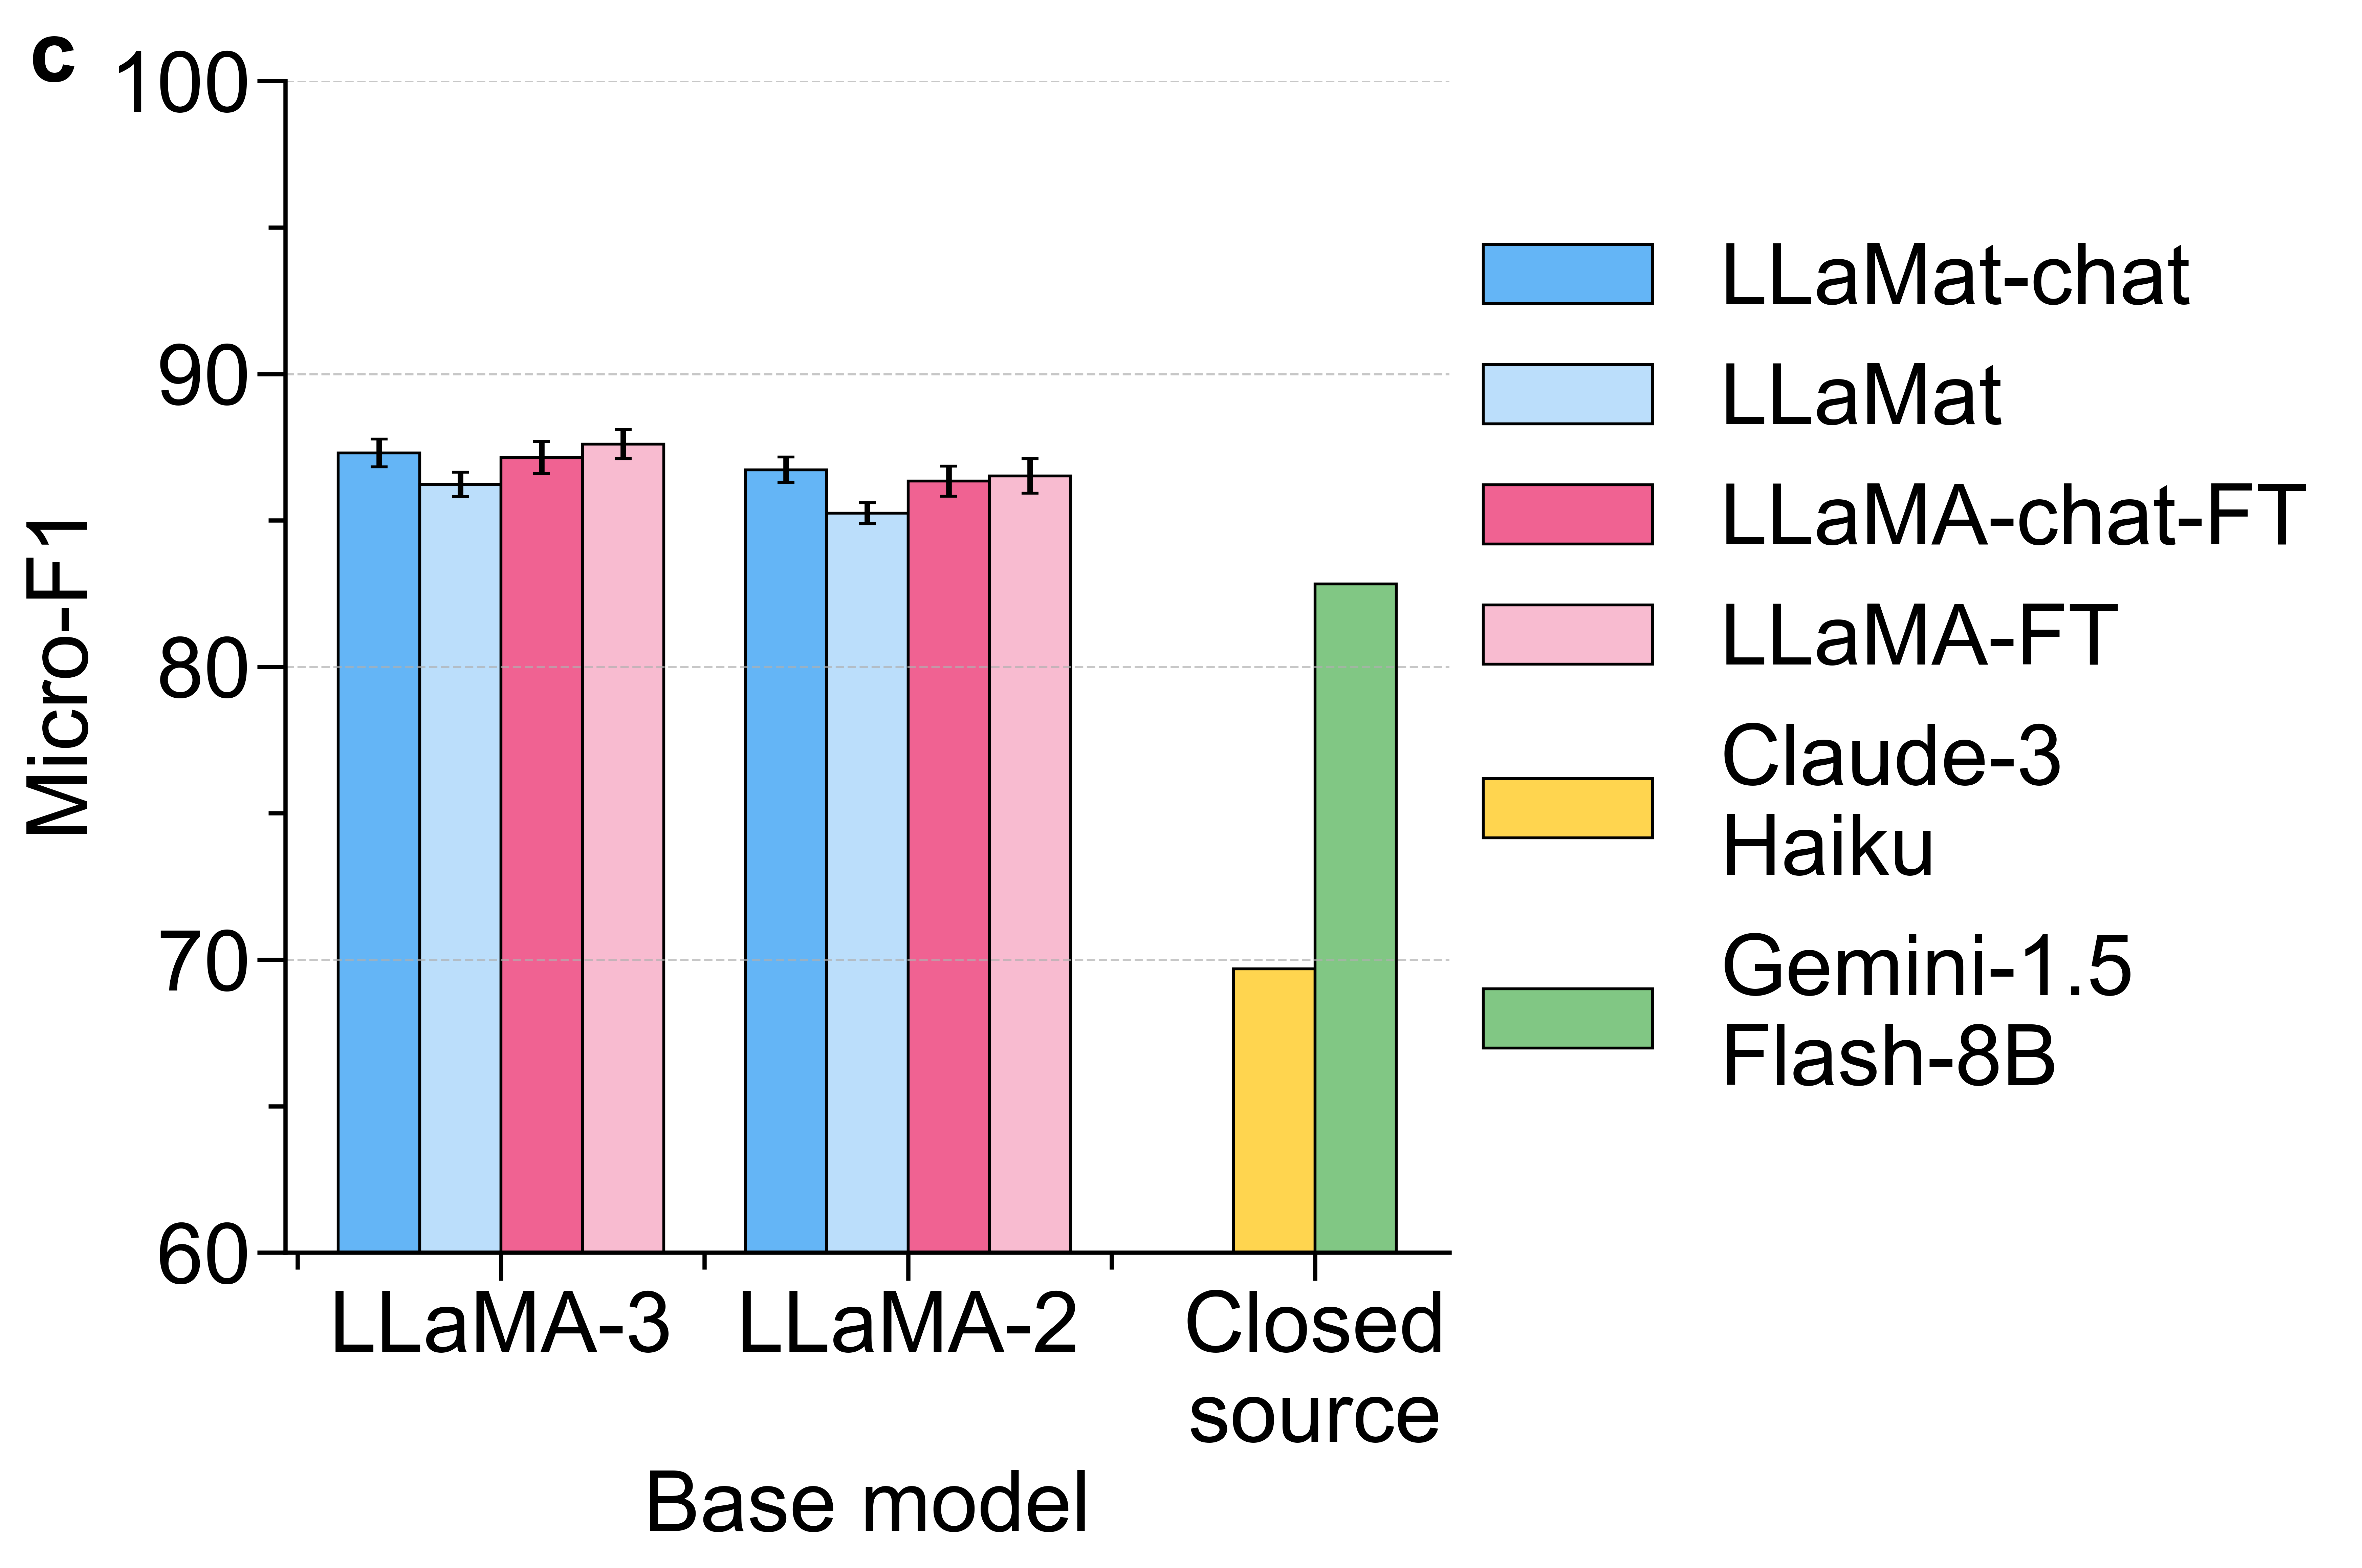 c
100
90
80
70
60
Micro-F1
LLaMA-3
LLaMA-2
Closed
source
Base model
LLaMat-chat
LLaMat
LLaMA-chat-FT
LLaMA-FT
Claude-3
Haiku
Gemini-1.5
Flash-8B